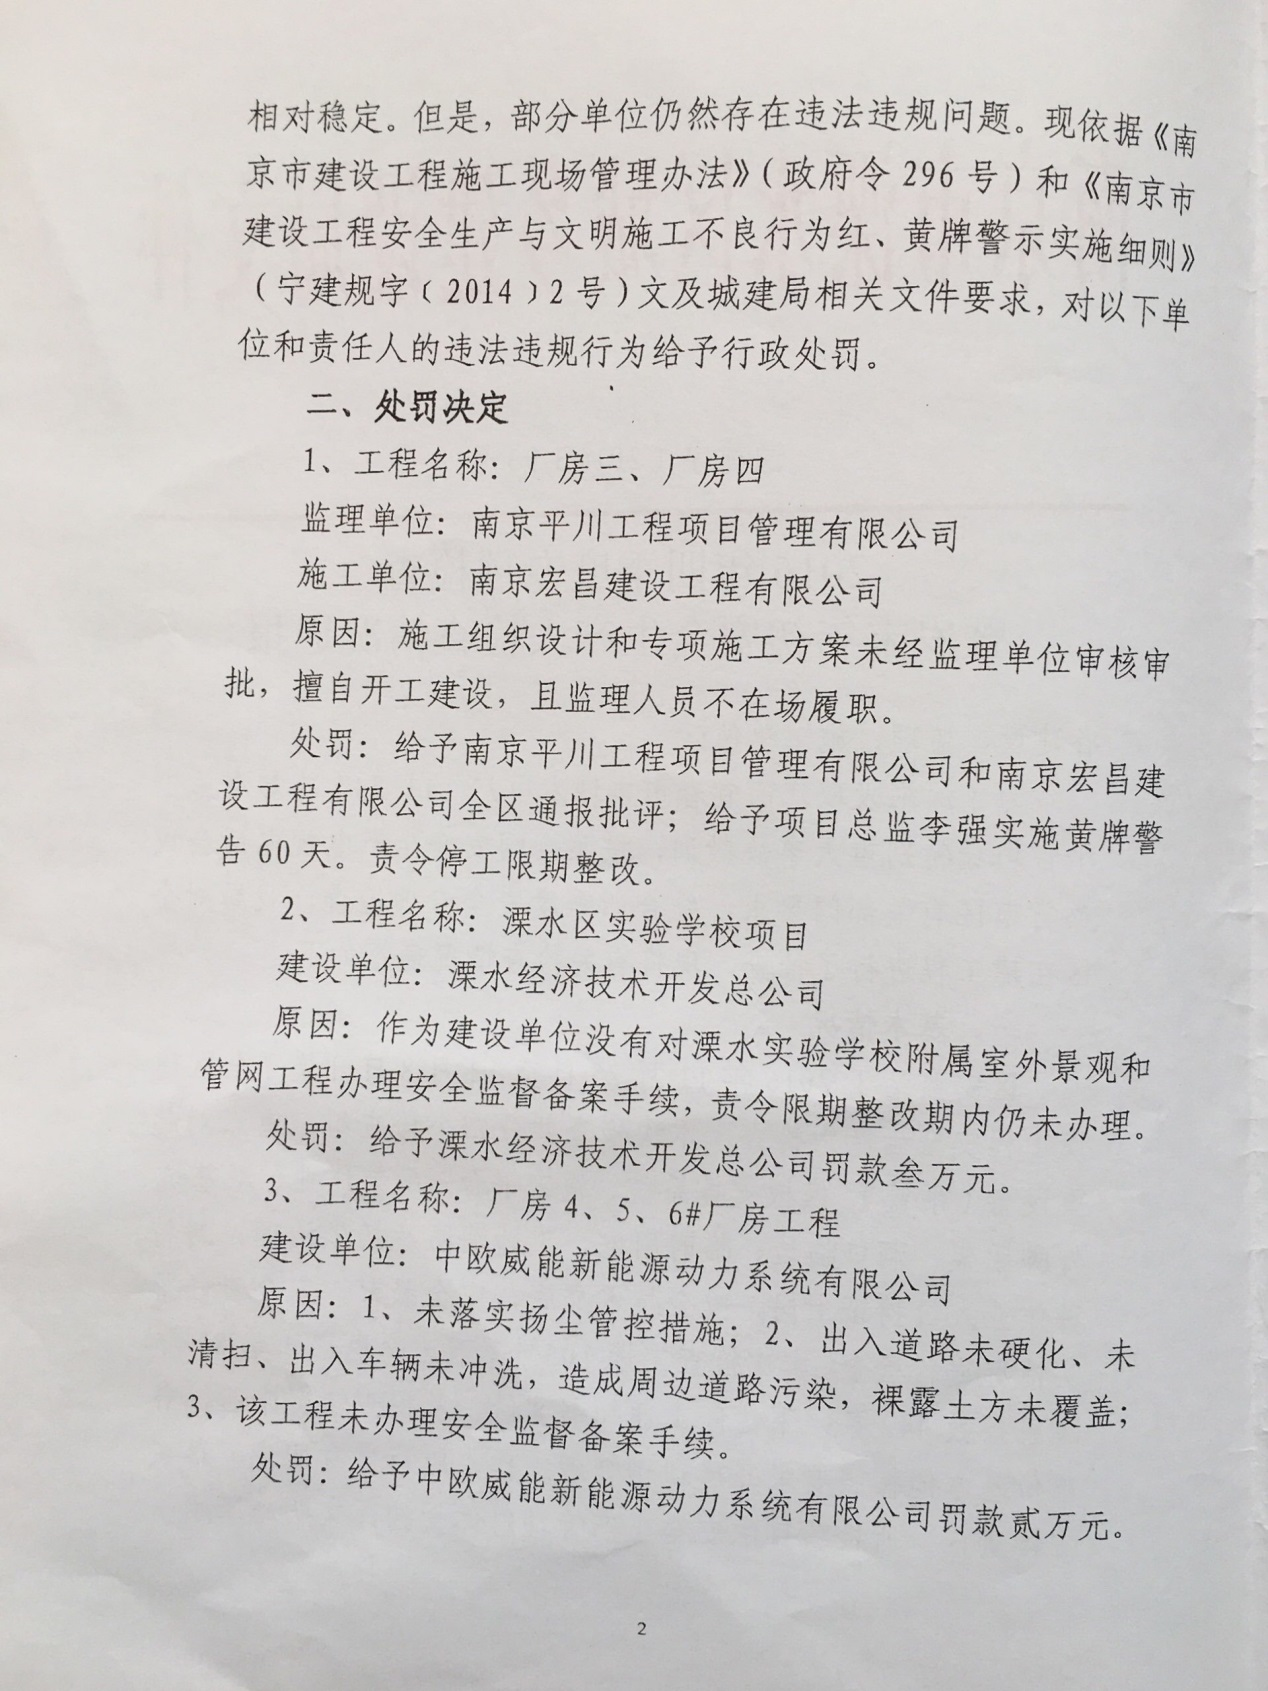 相对稳定。但是，部分单位仍然存在违法违规问题。现依据《南
京市建设工程施工现场管理办法》（政府令 296 号）和《南京市
建设工程安全生产与文明施工不良行为红、黄牌警示实施细则》
（宁建规字﹝2014﹞2 号）文及城建局相关文件要求，对以下单
位和责任人的违法违规行为给予行政处罚。
二、处罚决定
1、工程名称：厂房三、厂房四
监理单位：南京平川工程项目管理有限公司
施工单位：南京宏昌建设工程有限公司
原因：施工组织设计和专项施工方案未经监理单位审核审
批，擅自开工建设，且监理人员不在场履职。
处罚：给予南京平川工程项目管理有限公司和南京宏昌建
设工程有限公司全区通报批评；给予项目总监李强实施黄牌警
告 60 天。责令停工限期整改。
2、工程名称：溧水区实验学校项目
建设单位：溧水经济技术开发总公司
原因：作为建设单位没有对溧水实验学校附属室外景观和
管网工程办理安全监督备案手续，责令限期整改期内仍未办理。
处罚：给予溧水经济技术开发总公司罚款叁万元。
3、工程名称：厂房 4、5、6#厂房工程
建设单位：中欧威能新能源动力系统有限公司
原因：1、未落实扬尘管控措施；2、出入道路未硬化、未
清扫、出入车辆未冲洗，造成周边道路污染，裸露土方未覆盖；
3、该工程未办理安全监督备案手续。
处罚：给予中欧威能新能源动力系统有限公司罚款贰万元。
2